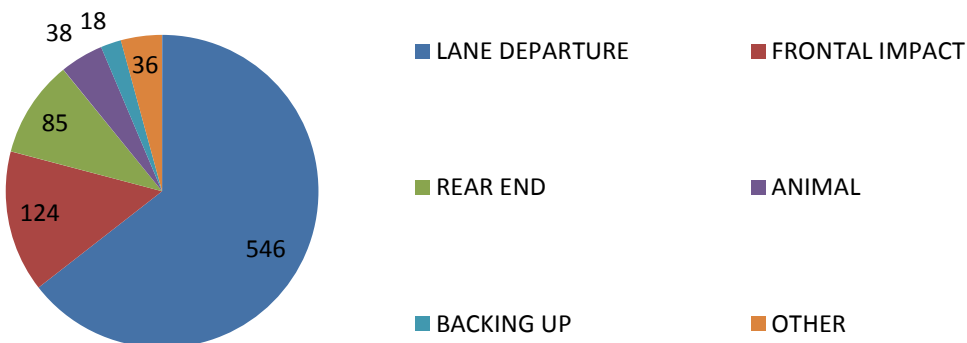 38 18
36
85
124
546
LANE DEPARTURE FRONTAL IMPACT
REAR END ANIMAL
BACKING UP OTHER